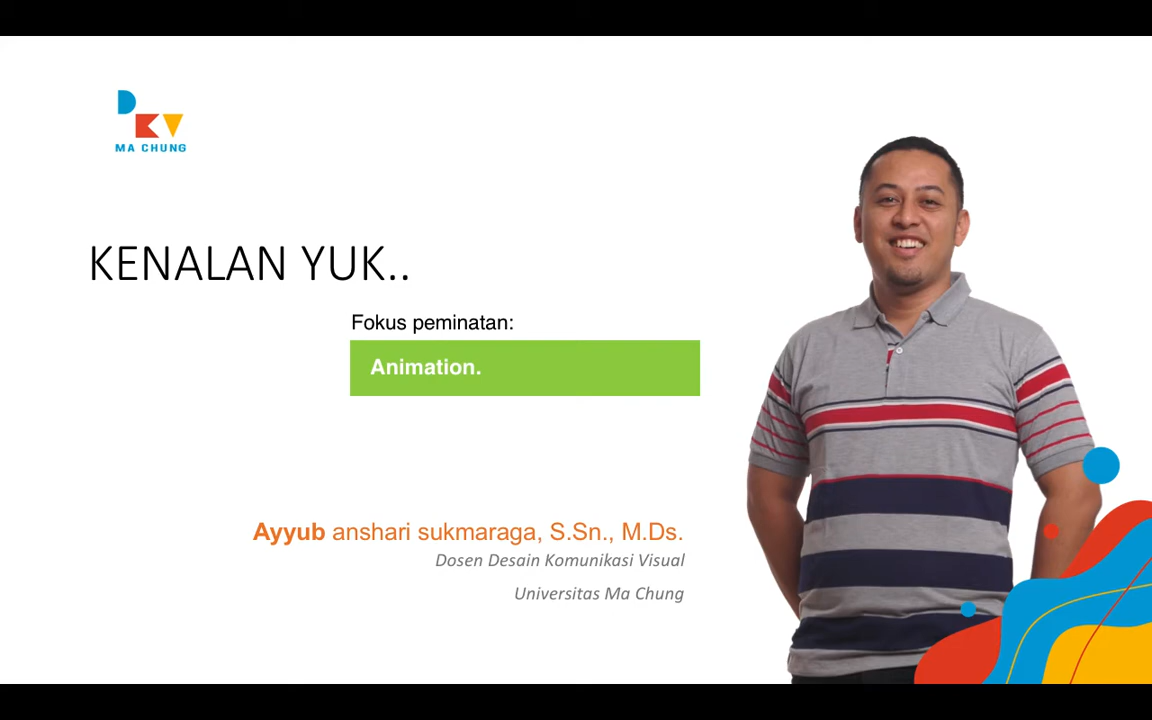 DKV
MA CHUNG
KENALAN YUK..
Fokus peminatan:
Animation.
Ayyub anshari sukmaraga, S.Sn., M.Ds.
Dosen Desain Komunikasi Visual
Universitas Ma Chung